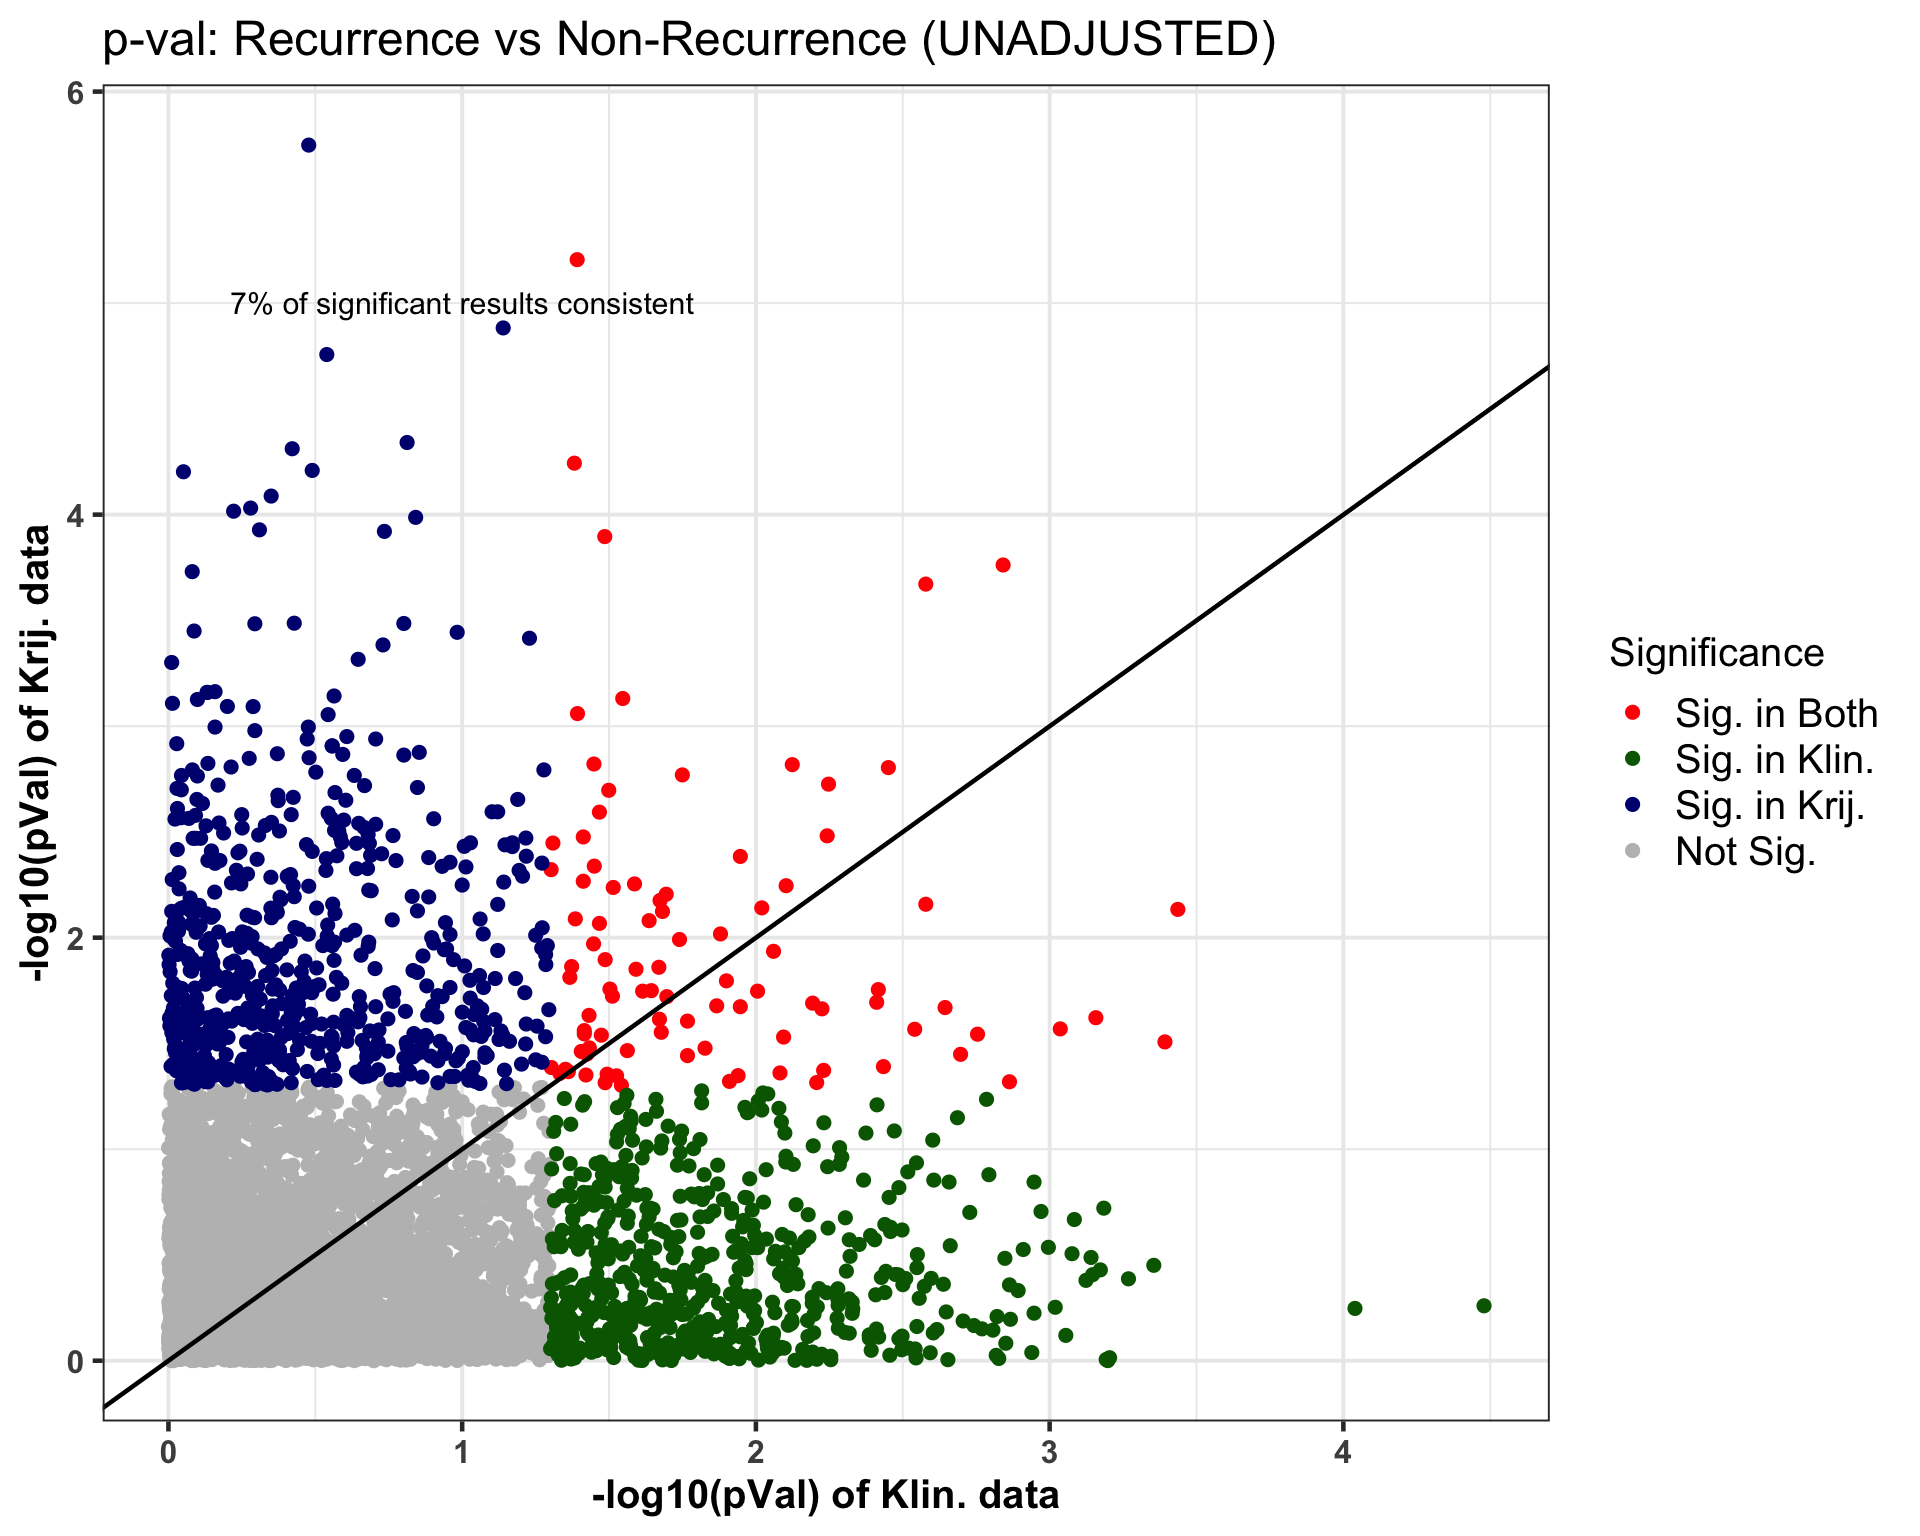 p-val: Recurrence vs Non-Recurrence (UNADJUSTED)
6
4
2
0
-log10(pVal) of Krij. data
7% of significant results consistent
0 1 2 3 4
-log10(pVal) of Klin. data
Significance
Sig. in Both
Sig. in Klin.
Sig. in Krij.
Not Sig.